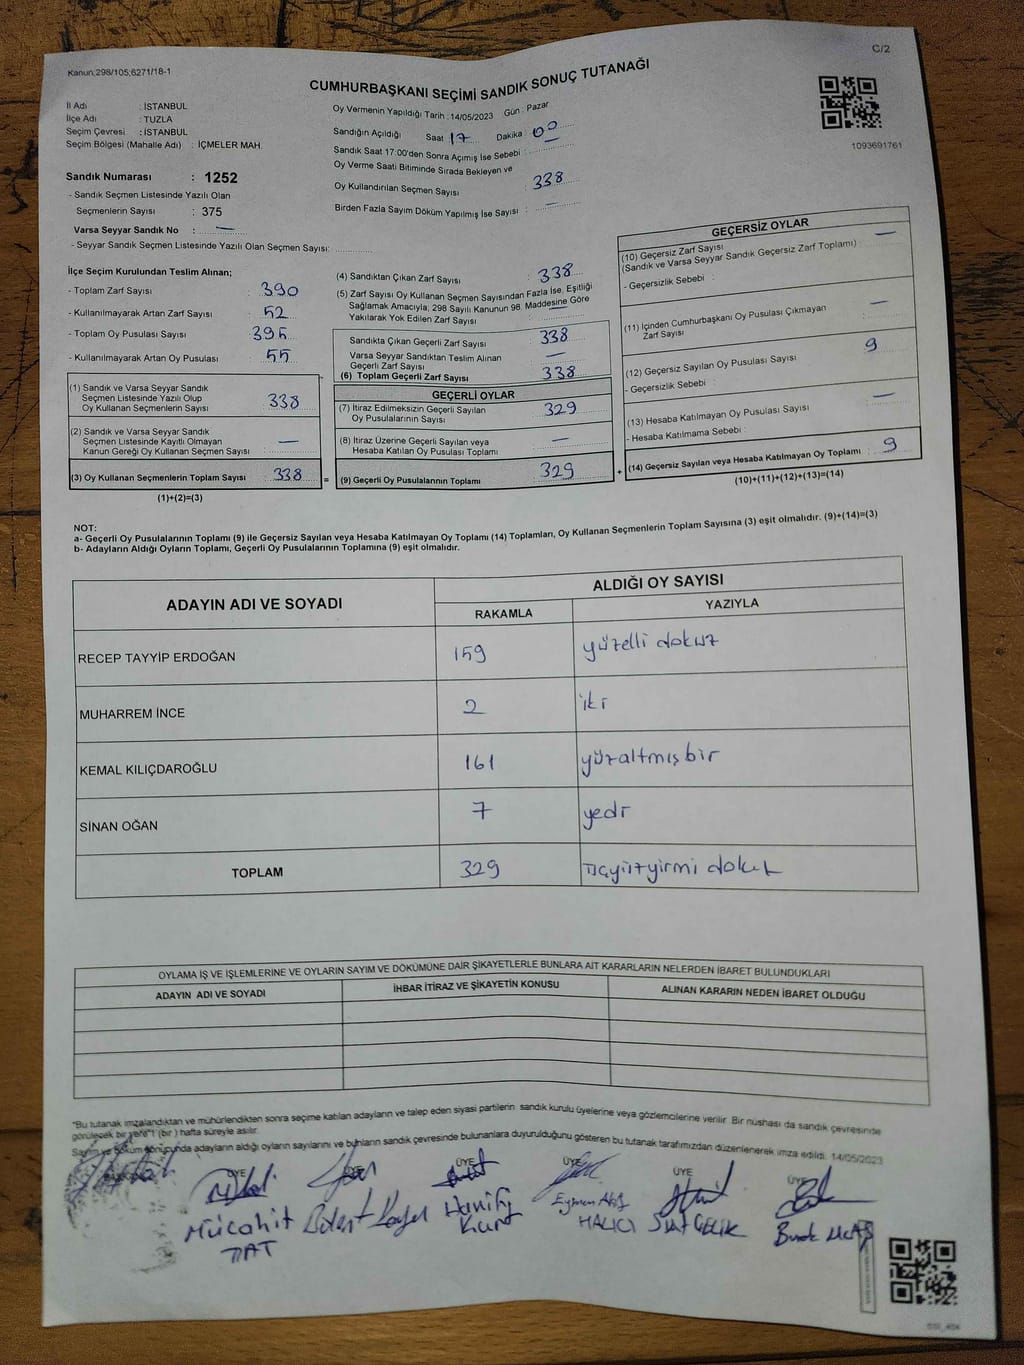 C/2
Kanun:298/105;6271/18-1
CUMHURBAŞKANI SEÇİMİ SANDIK SONUÇ TUTANAĞI
İl Adı : İSTANBUL
İlçe Adı : TUZLA
Seçim Çevresi : İSTANBUL
Seçim Bölgesi (Mahalle Adı) : İÇMELER MAH.
Sandık Numarası : 1252
- Sandık Seçmen Listesinde Yazılı Olan
Seçmenlerin Sayısı : 375
Varsa Seyyar Sandık No : —
- Seyyar Sandık Seçmen Listesinde Yazılı Olan Seçmen Sayısı:
Oy Vermenin Yapıldığı Tarih : 14/05/2023 Gün : Pazar
Sandığın Açıldığı Saat 17 Dakika : 00
Sandık Saat 17:00'den Sonra Açımış İse Sebebi : —
Oy Verme Saati Bitiminde Sırada Bekleyen ve
Oy Kullandırılan Seçmen Sayısı : 338
Birden Fazla Sayım Döküm Yapılmış İse Sayısı : —
1093691761
İlçe Seçim Kurulundan Teslim Alınan;
- Toplam Zarf Sayısı : 390
- Kullanılmayarak Artan Zarf Sayısı : 52
- Toplam Oy Pusulası Sayısı : 395
- Kullanılmayarak Artan Oy Pusulası : 55
(1) Sandık ve Varsa Seyyar Sandık
Seçmen Listesinde Yazılı Olup
Oy Kullanan Seçmenlerin Sayısı : 338
(2) Sandık ve Varsa Seyyar Sandık
Seçmen Listesinde Kayıtlı Olmayan
Kanun Gereği Oy Kullanan Seçmen Sayısı : —
(3) Oy Kullanan Seçmenlerin Toplam Sayısı : 338
(1)+(2)=(3)
(4) Sandıktan Çıkan Zarf Sayısı : 338
(5) Zarf Sayısı Oy Kullanan Seçmen Sayısından Fazla İse, Eşitliği
Sağlamak Amacıyla; 298 Sayılı Kanunun 98. Maddesine Göre
Yakılarak Yok Edilen Zarf Sayısı : —
Sandıkta Çıkan Geçerli Zarf Sayısı : 338
Varsa Seyyar Sandıktan Teslim Alınan
Geçerli Zarf Sayısı : —
(6) Toplam Geçerli Zarf Sayısı : 338
GEÇERLİ OYLAR
(7) İtiraz Edilmeksizin Geçerli Sayılan
Oy Pusulalarının Sayısı : 329
(8) İtiraz Üzerine Geçerli Sayılan veya
Hesaba Katılan Oy Pusulası Toplamı : —
= (9) Geçerli Oy Pusulalarının Toplamı : 329
GEÇERSİZ OYLAR
(10) Geçersiz Zarf Sayısı : —
(Sandık ve Varsa Seyyar Sandık Geçersiz Zarf Toplamı) :
- Geçersizlik Sebebi :
(11) İçinden Cumhurbaşkanı Oy Pusulası Çıkmayan
Zarf Sayısı : —
(12) Geçersiz Sayılan Oy Pusulası Sayısı : 9
- Geçersizlik Sebebi :
(13) Hesaba Katılmayan Oy Pusulası Sayısı : —
- Hesaba Katılmama Sebebi :
+ (14) Geçersiz Sayılan veya Hesaba Katılmayan Oy Toplamı : 9
(10)+(11)+(12)+(13)=(14)
NOT:
a- Geçerli Oy Pusulalarının Toplamı (9) ile Geçersiz Sayılan veya Hesaba Katılmayan Oy Toplamı (14) Toplamları, Oy Kullanan Seçmenlerin Toplam Sayısına (3) eşit olmalıdır. (9)+(14)=(3)
b- Adayların Aldığı Oyların Toplamı, Geçerli Oy Pusulalarının Toplamına (9) eşit olmalıdır.
ADAYIN ADI VE SOYADI ALDIĞI OY SAYISI
RAKAMLA YAZIYLA
RECEP TAYYİP ERDOĞAN 159 yüzelli dokuz
MUHARREM İNCE 2 iki
KEMAL KILIÇDAROĞLU 161 yüzaltmışbir
SİNAN OĞAN 7 yedi
TOPLAM 329 üçyüzyirmi dokuz
OYLAMA İŞ VE İŞLEMLERİNE VE OYLARIN SAYIM VE DÖKÜMÜNE DAİR ŞİKAYETLERLE BUNLARA AİT KARARLARIN NELERDEN İBARET BULUNDUKLARI
ADAYIN ADI VE SOYADI İHBAR İTİRAZ VE ŞİKAYETİN KONUSU ALINAN KARARIN NEDEN İBARET OLDUĞU
"Bu tutanak imzalandıktan ve mühürlendikten sonra seçime katılan adayların ve talep eden siyasi partilerin sandık kurulu üyelerine veya gözlemcilerine verilir. Bir nüshası da sandık çevresinde
görülecek bir yere "1 (bir) hafta süreyle asılır.
Sayım ve döküm sonucunda adayların aldığı oyların sayılarını ve bunların sandık çevresinde bulunanlara duyurulduğunu gösteren bu tutanak tarafımızdan düzenlenerek imza edildi. 14/05/2023
ÜYE ÜYE ÜYE ÜYE ÜYE
Mücahit Bülent Hanifi Eymen Akif
Kurt HALICI SUAT ÇELİK Burak